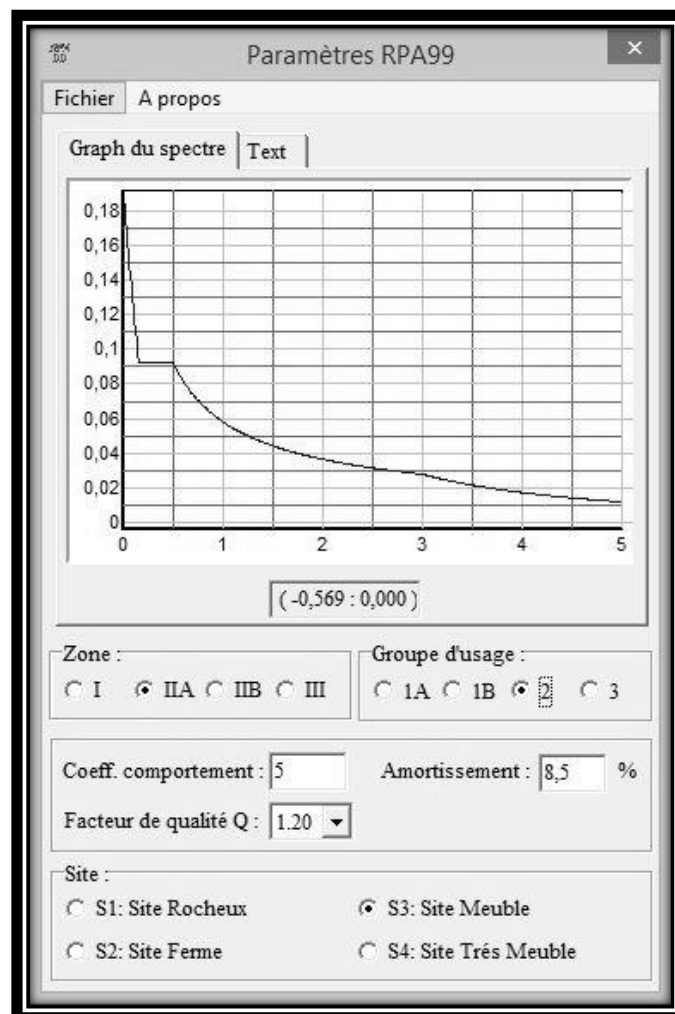 Paramètres RPA99
Fichier A propos
Graph du spectre Text
0,18
0,16
0,14
0,12
0,1
0,08
0,06
0,04
0,02
0
0 1 2 3 4 5
( -0,569 : 0,000 )
Zone : Groupe d'usage :
I IIA IIB III 1A 1B 2 3
Coeff. comportement : 5 Amortissement : 8,5 %
Facteur de qualité Q : 1.20
Site :
S1: Site Rocheux S3: Site Meuble
S2: Site Ferme S4: Site Trés Meuble